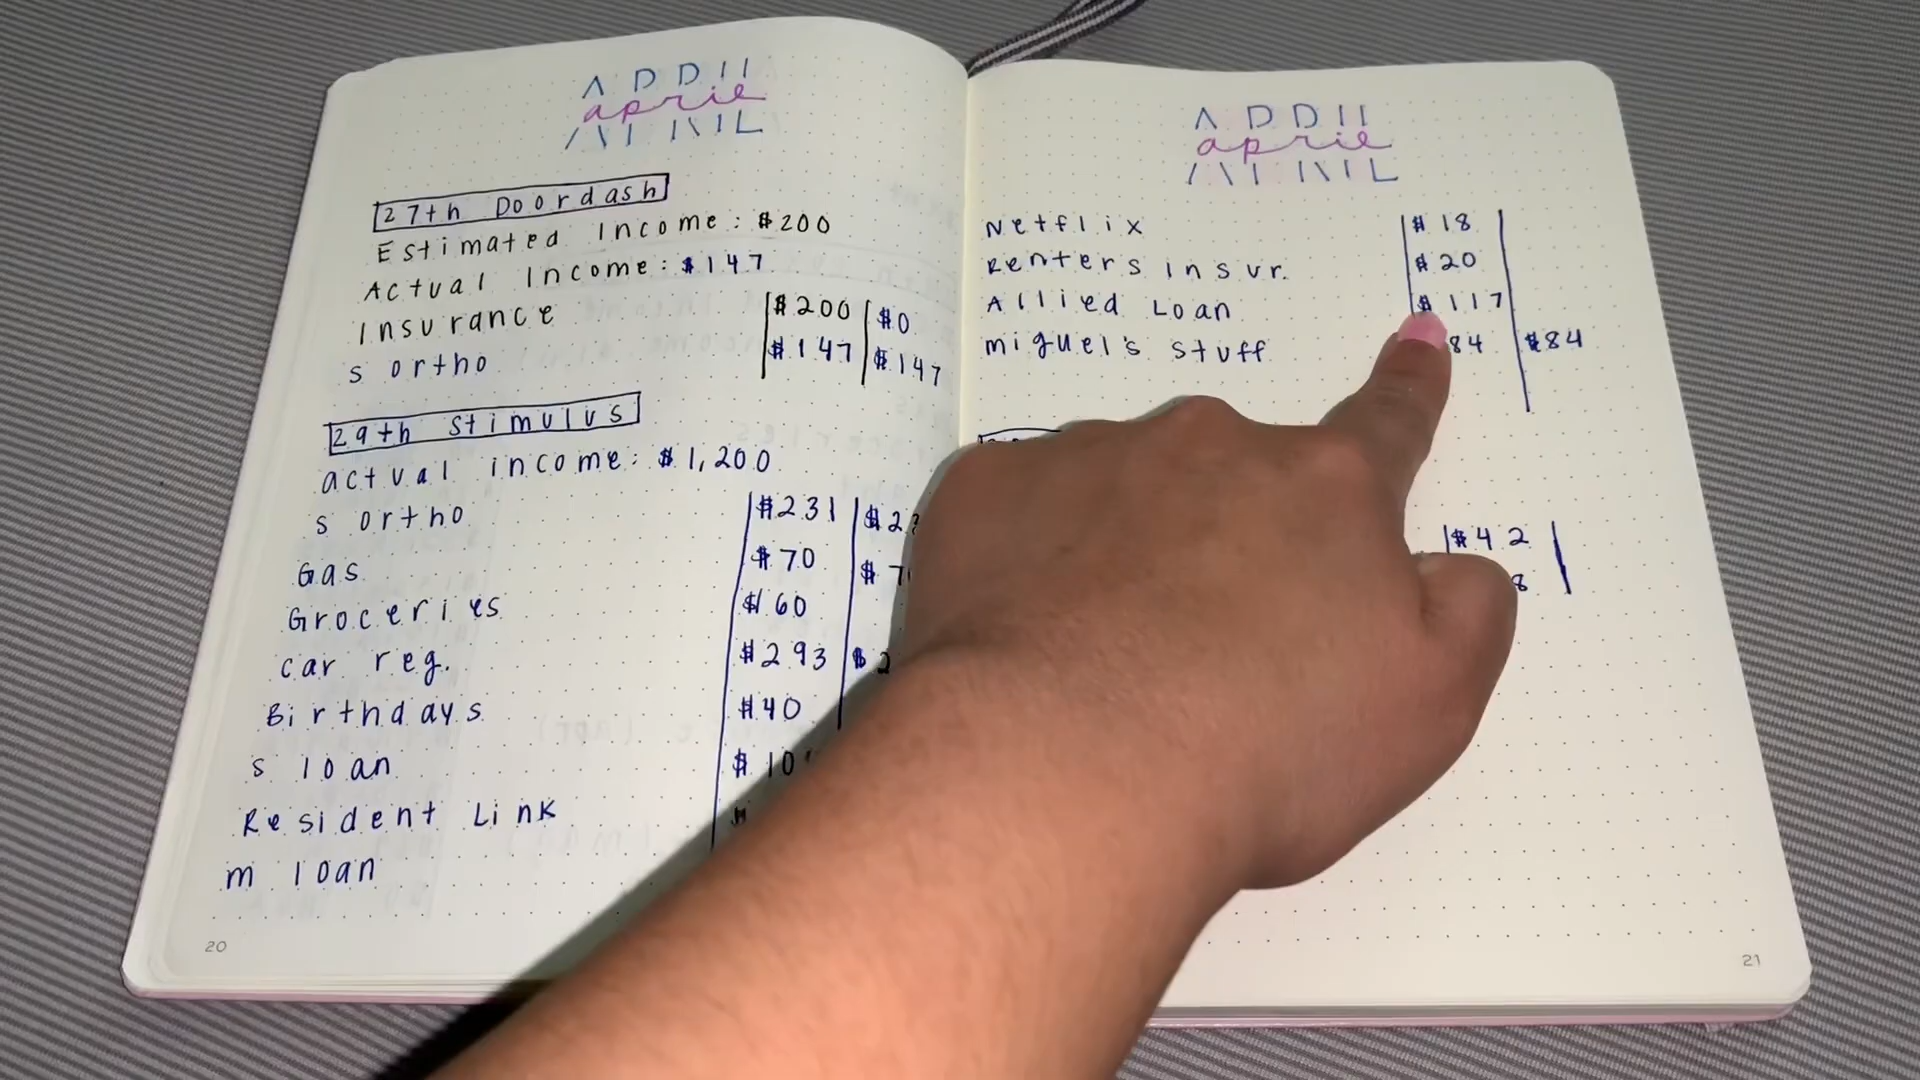 april
APRIL
27th Doordash
Estimated Income: $200
Actual Income: $147
Insurance $200 $0
s ortho $147 $147
29th Stimulus
actual income: $1,200
s ortho $231
Gas $70
Groceries $60
car reg. $293
Birthdays $40
s loan
Resident Link
m loan
20
april
APRIL
Netflix $18
Renters insur. $20
Allied Loan $117
miguel's stuff 84 $84
$42
8
21